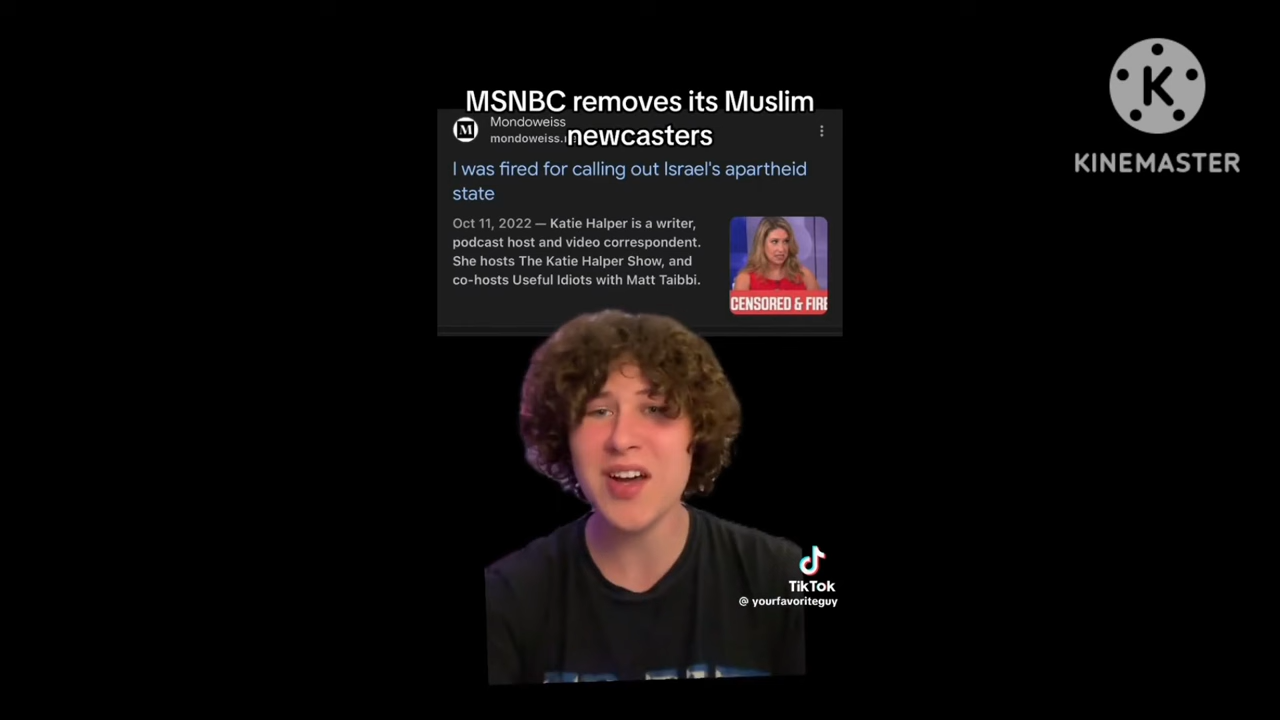 MSNBC removes its Muslim
newcasters
M
Mondoweiss
mondoweiss.
I was fired for calling out Israel's apartheid
state
Oct 11, 2022 — Katie Halper is a writer,
podcast host and video correspondent.
She hosts The Katie Halper Show, and
co-hosts Useful Idiots with Matt Taibbi.
CENSORED & FIR
K
KINEMASTER
TikTok
@ yourfavoriteguy